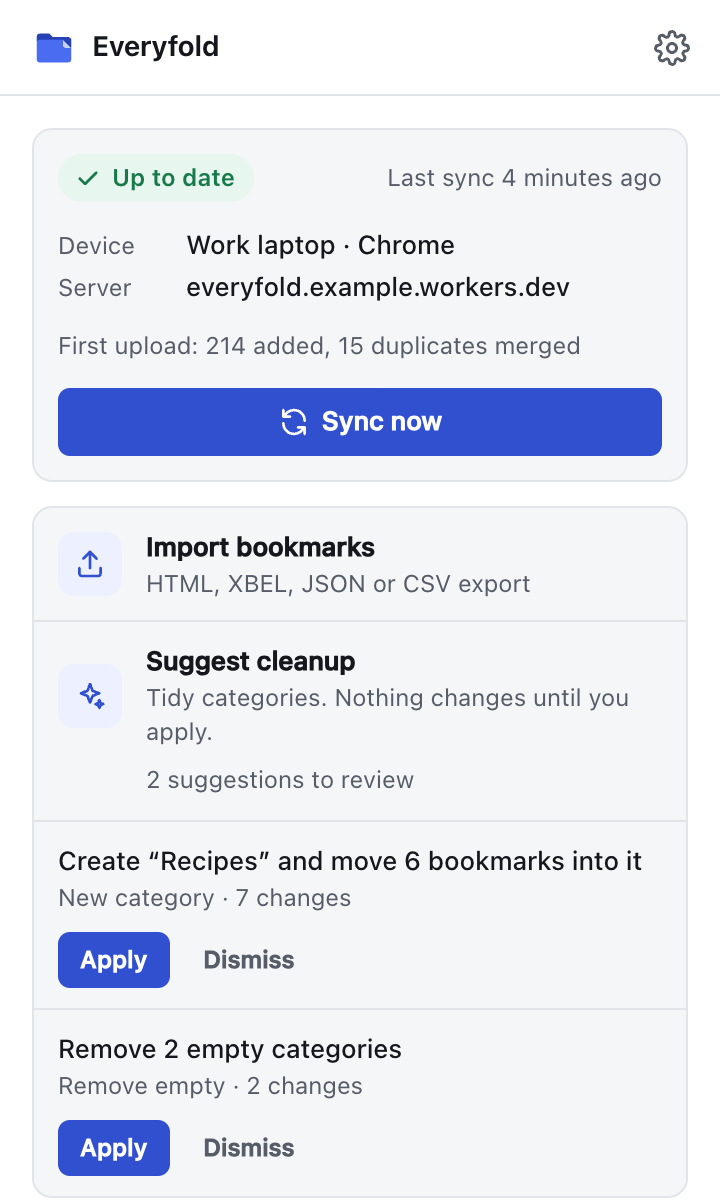 Everyfold
Up to date
Last sync 4 minutes ago
Device Work laptop · Chrome
Server everyfold.example.workers.dev
First upload: 214 added, 15 duplicates merged
Sync now
Import bookmarks
HTML, XBEL, JSON or CSV export
Suggest cleanup
Tidy categories. Nothing changes until you
apply.
2 suggestions to review
Create “Recipes” and move 6 bookmarks into it
New category · 7 changes
Apply Dismiss
Remove 2 empty categories
Remove empty · 2 changes
Apply Dismiss